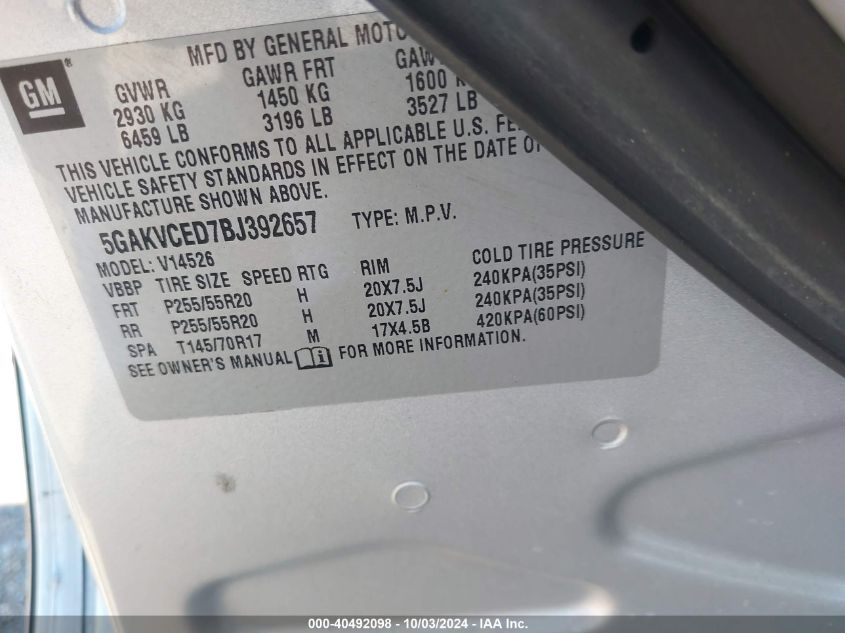 GM
®
MFD BY GENERAL
GVWR GAWR FRT
2930 KG 1450 KG 1600
6459 LB 3196 LB 3527 LB
THIS VEHICLE CONFORMS TO ALL APPLICABLE U.S.
VEHICLE SAFETY STANDARDS IN EFFECT ON THE DATE
MANUFACTURE SHOWN ABOVE.
5GAKVCED7BJ392657 TYPE: M.P.V.
MODEL: V14526
VBBP TIRE SIZE SPEED RTG RIM COLD TIRE PRESSURE
FRT P255/55R20 H 20X7.5J 240KPA(35PSI)
RR P255/55R20 H 20X7.5J 240KPA(35PSI)
SPA T145/70R17 M 17X4.5B 420KPA(60PSI)
SEE OWNER'S MANUAL FOR MORE INFORMATION.
000-40492098 - 10/03/2024 - IAA Inc.